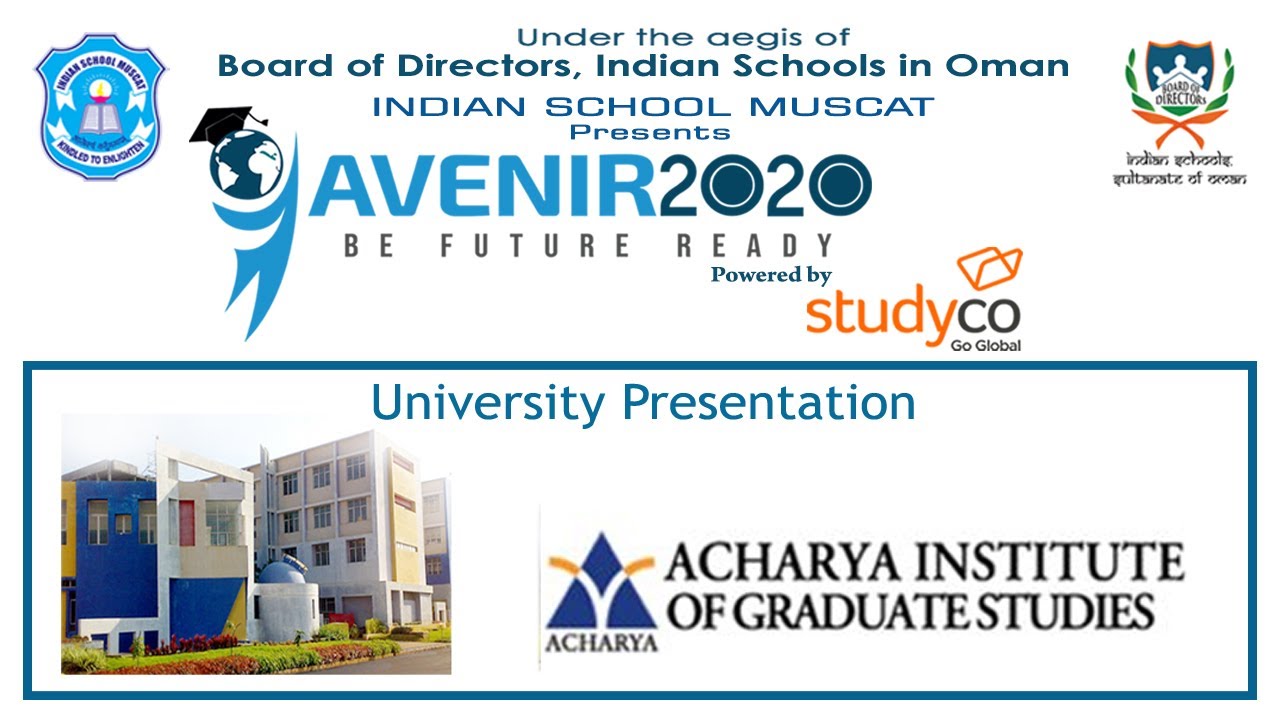 Under the aegis of
Board of Directors, Indian Schools in Oman
INDIAN SCHOOL MUSCAT
Presents
INDIAN SCHOOL MUSCAT
KINDLED TO ENLIGHTEN
BOARD OF
DIRECTORS
indian schools,
sultanate of oman
AVENIR2020
BE FUTURE READY
Powered by
studyco
Go Global
University Presentation
ACHARYA INSTITUTE
OF GRADUATE STUDIES
ACHARYA